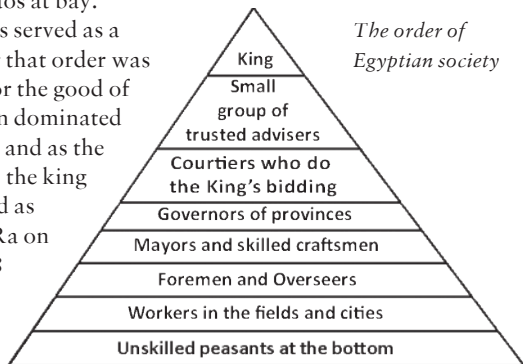 at bay.
served as a
that order was
the good of
dominated
and as the
the king
as
Ra on
The order of
Egyptian society
King
Small
group of
trusted advisers
Courtiers who do
the King's bidding
Governors of provinces
Mayors and skilled craftsmen
Foremen and Overseers
Workers in the fields and cities
Unskilled peasants at the bottom